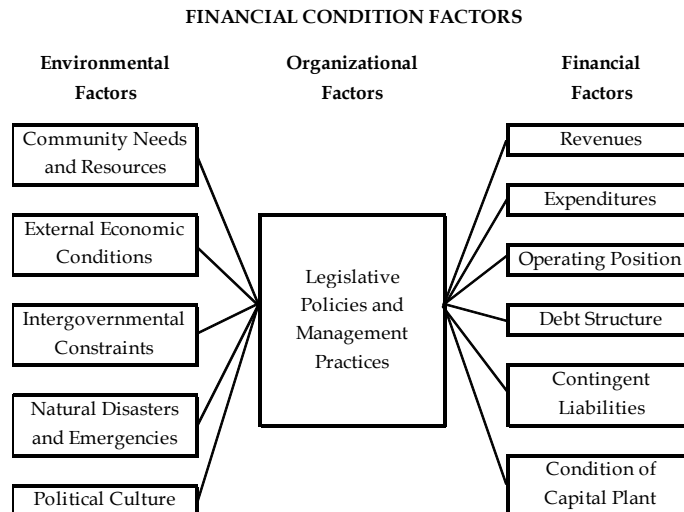 FINANCIAL CONDITION FACTORS
Environmental
Factors
Organizational
Factors
Financial
Factors
Community Needs
and Resources
External Economic
Conditions
Intergovernmental
Constraints
Natural Disasters
and Emergencies
Political Culture
Legislative
Policies and
Management
Practices
Revenues
Expenditures
Operating Position
Debt Structure
Contingent
Liabilities
Condition of
Capital Plant